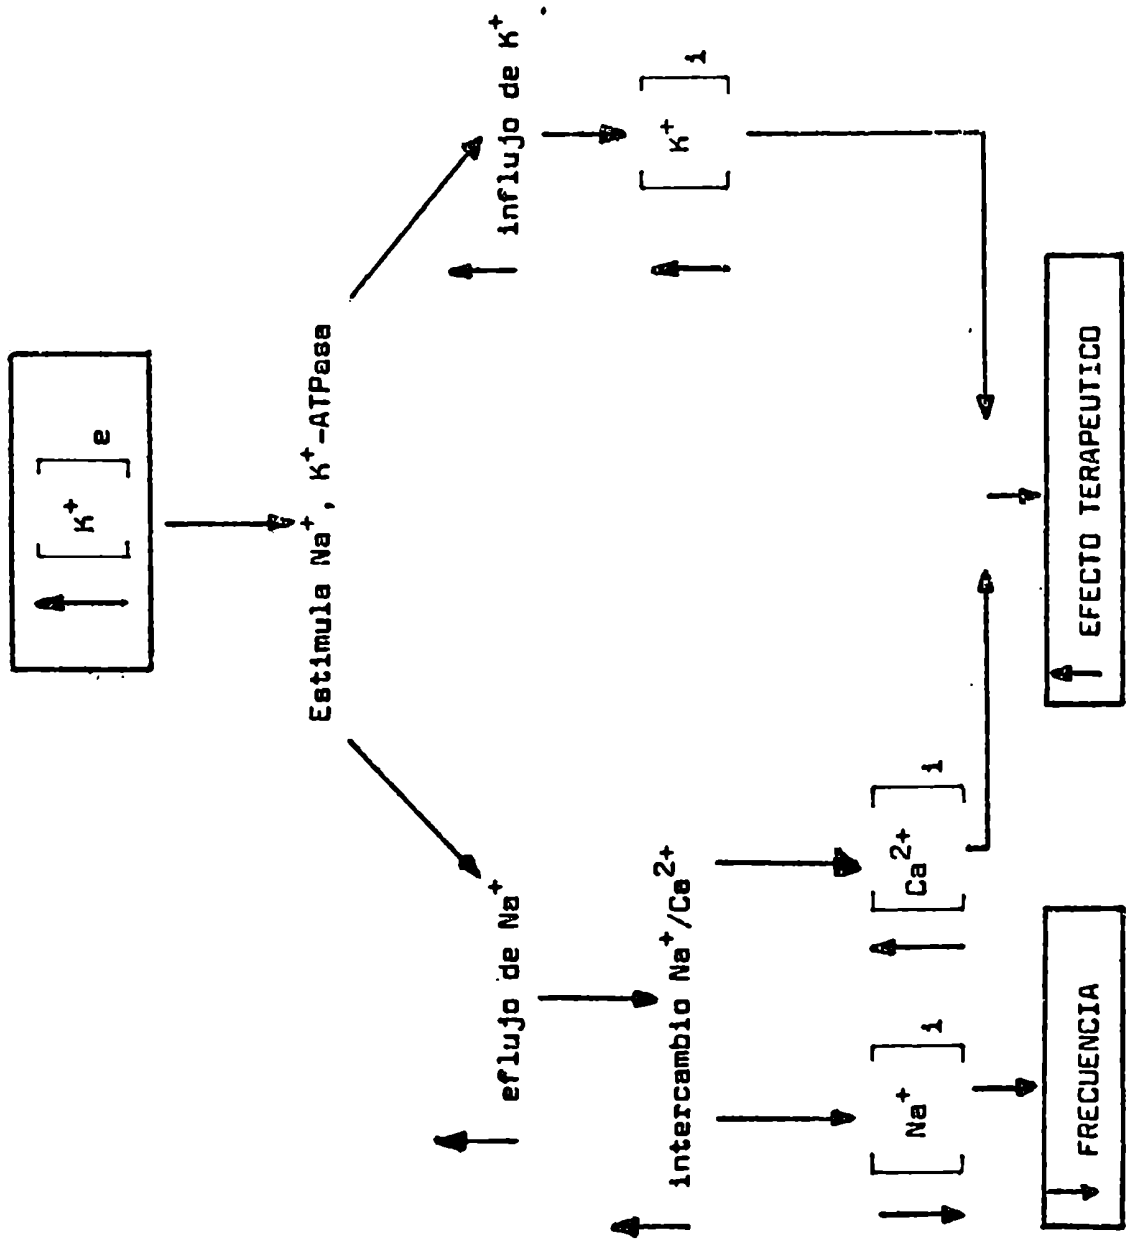 ↑ [K⁺]e
Estimula Na⁺, K⁺-ATPasa
↑ eflujo de Na⁺
↑ influjo de K⁺
↑ intercambio Na⁺/Ca²⁺
↑ [K⁺]i
↓ [Na⁺]i
↑ [Ca²⁺]i
↓ FRECUENCIA
↑ EFECTO TERAPEUTICO